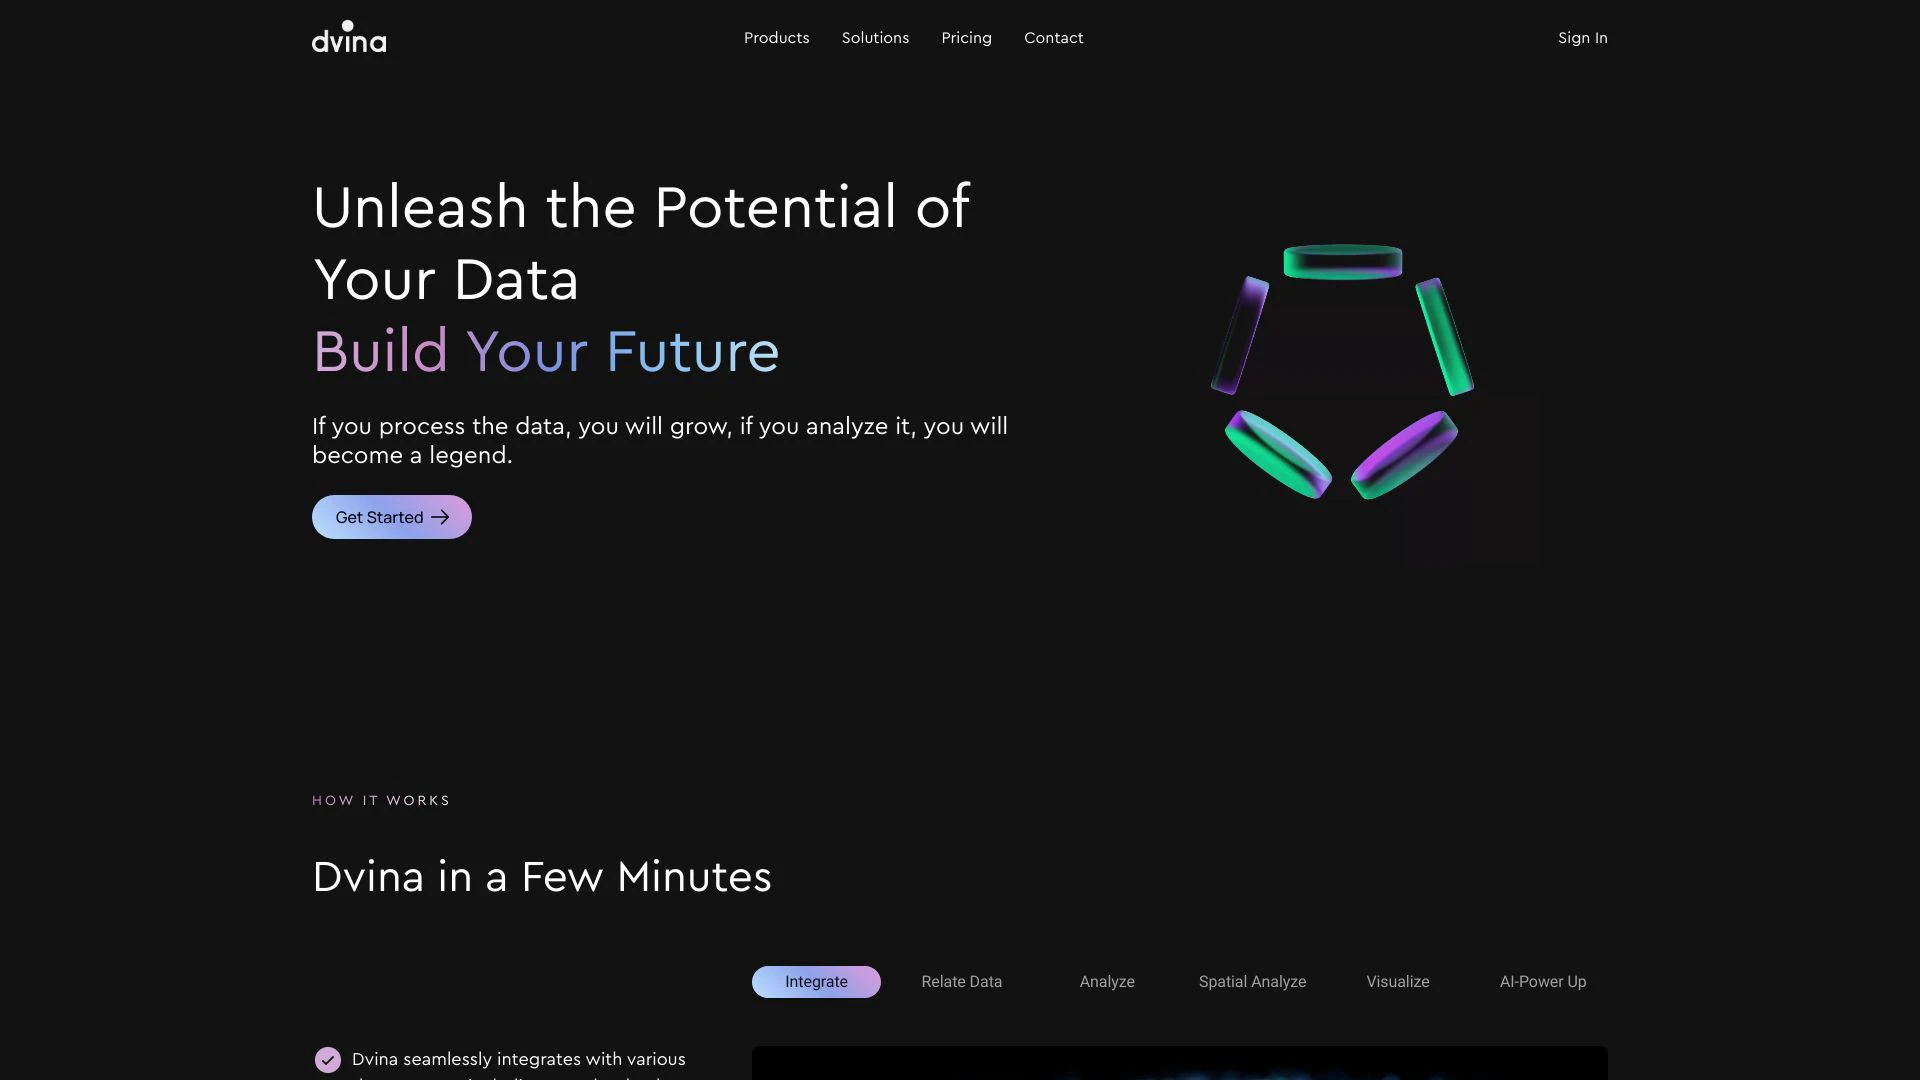 dvina
Products Solutions Pricing Contact
Sign In
Unleash the Potential of
Your Data
Build Your Future
If you process the data, you will grow, if you analyze it, you will
become a legend.
Get Started
HOW IT WORKS
Dvina in a Few Minutes
Integrate Relate Data Analyze Spatial Analyze Visualize AI-Power Up
Dvina seamlessly integrates with various